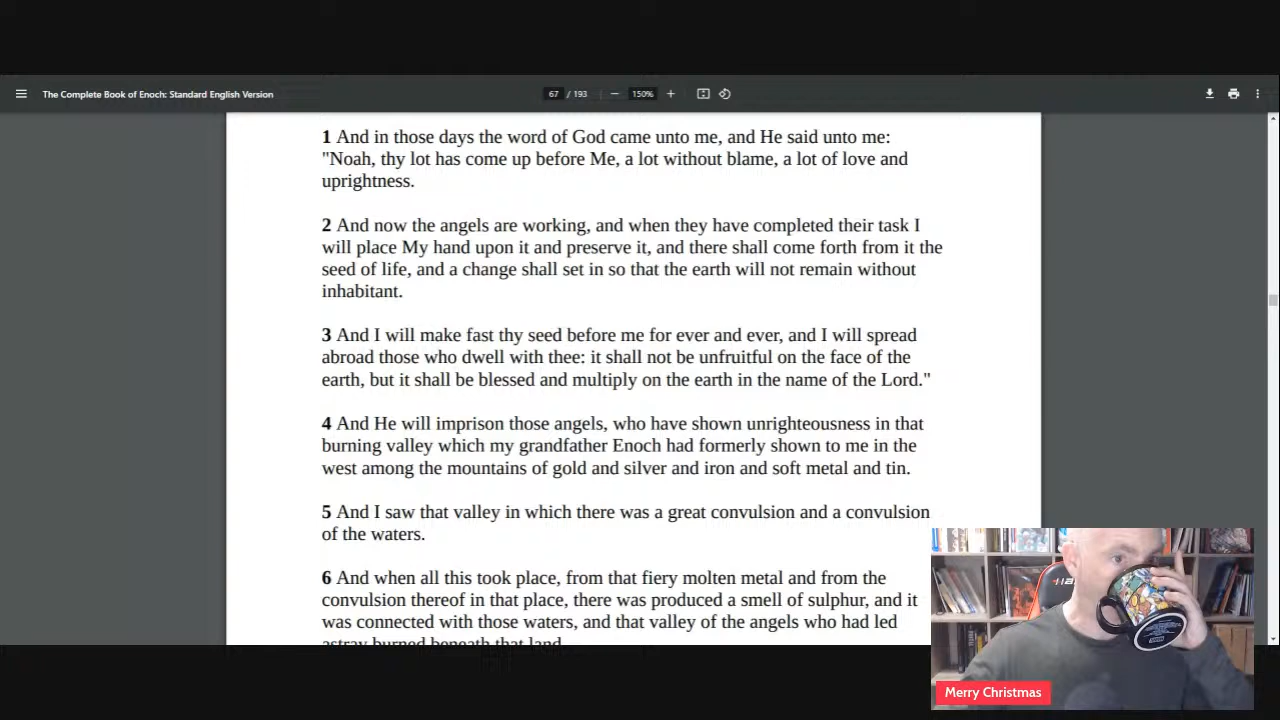 The Complete Book of Enoch: Standard English Version
67 / 193
150%
1 And in those days the word of God came unto me, and He said unto me:
"Noah, thy lot has come up before Me, a lot without blame, a lot of love and
uprightness.
2 And now the angels are working, and when they have completed their task I
will place My hand upon it and preserve it, and there shall come forth from it the
seed of life, and a change shall set in so that the earth will not remain without
inhabitant.
3 And I will make fast thy seed before me for ever and ever, and I will spread
abroad those who dwell with thee: it shall not be unfruitful on the face of the
earth, but it shall be blessed and multiply on the earth in the name of the Lord."
4 And He will imprison those angels, who have shown unrighteousness in that
burning valley which my grandfather Enoch had formerly shown to me in the
west among the mountains of gold and silver and iron and soft metal and tin.
5 And I saw that valley in which there was a great convulsion and a convulsion
of the waters.
6 And when all this took place, from that fiery molten metal and from the
convulsion thereof in that place, there was produced a smell of sulphur, and it
was connected with those waters, and that valley of the angels who had led
astray burned beneath that land.
Merry Christmas